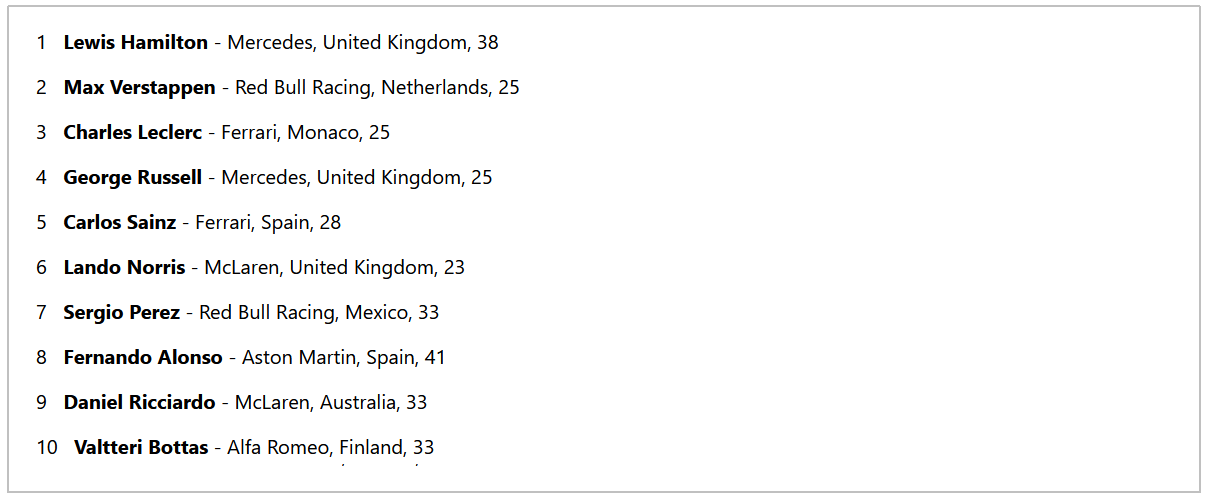 1 Lewis Hamilton - Mercedes, United Kingdom, 38
2 Max Verstappen - Red Bull Racing, Netherlands, 25
3 Charles Leclerc - Ferrari, Monaco, 25
4 George Russell - Mercedes, United Kingdom, 25
5 Carlos Sainz - Ferrari, Spain, 28
6 Lando Norris - McLaren, United Kingdom, 23
7 Sergio Perez - Red Bull Racing, Mexico, 33
8 Fernando Alonso - Aston Martin, Spain, 41
9 Daniel Ricciardo - McLaren, Australia, 33
10 Valtteri Bottas - Alfa Romeo, Finland, 33